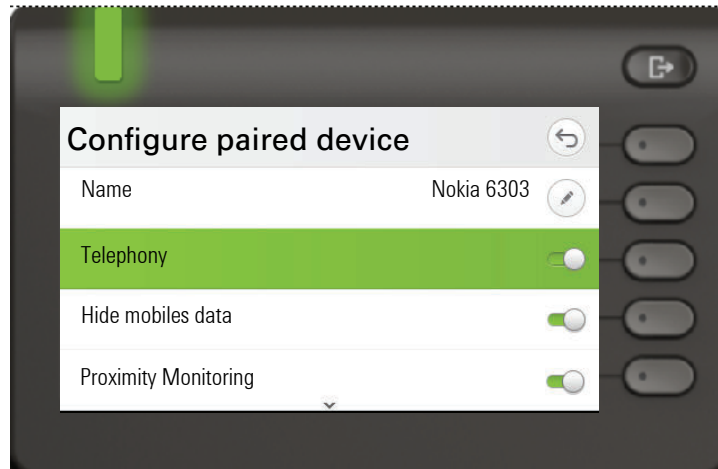 Configure paired device
Name Nokia 6303
Telephony
Hide mobiles data
Proximity Monitoring